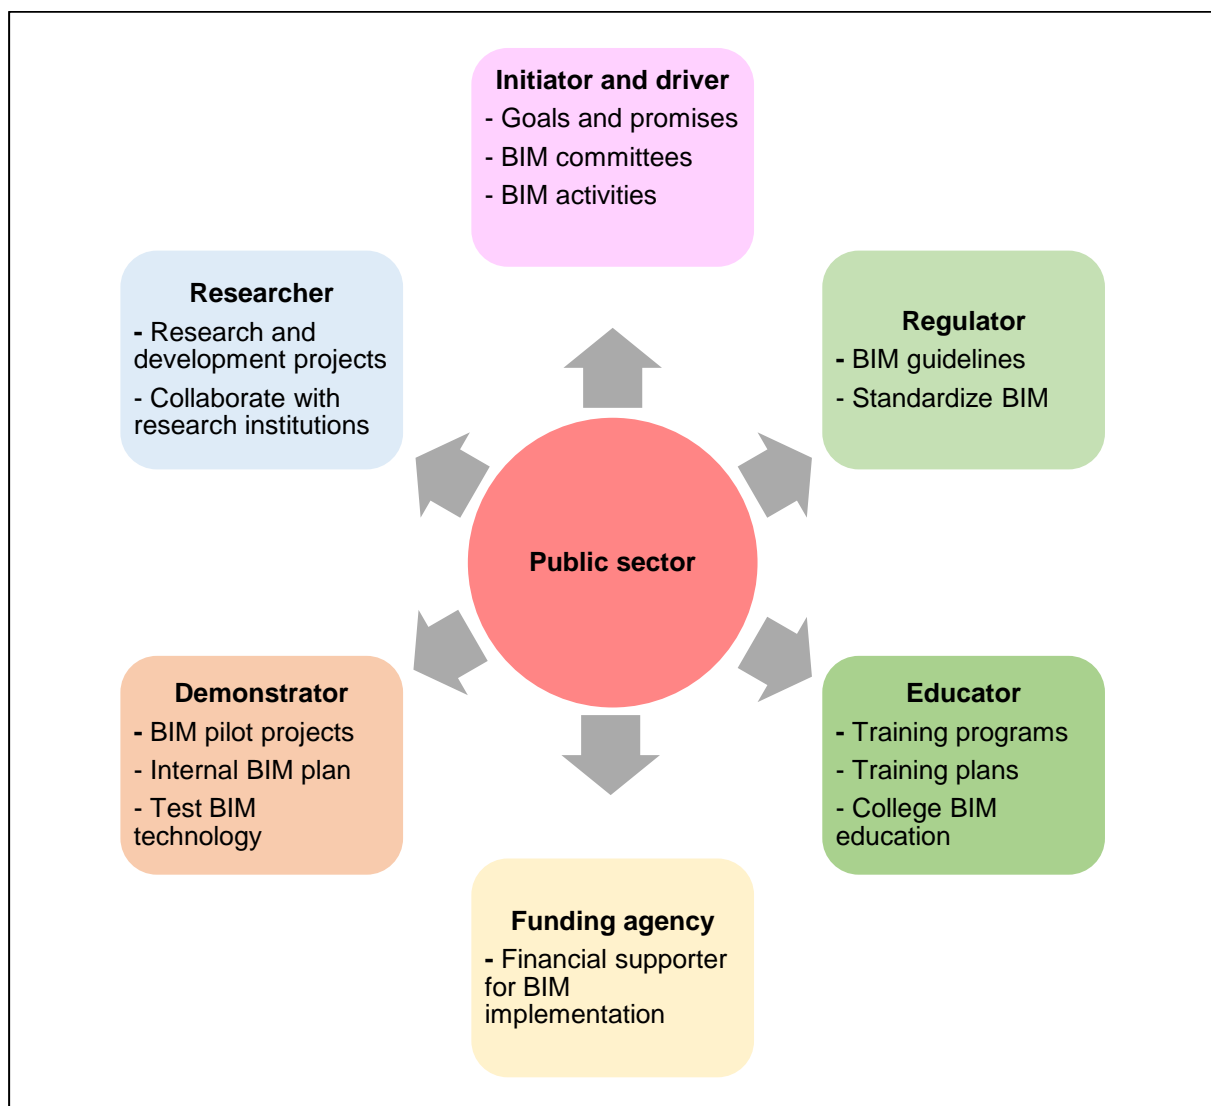 Initiator and driver
- Goals and promises
- BIM committees
- BIM activities
Researcher
- Research and
development projects
- Collaborate with
research institutions
Regulator
- BIM guidelines
- Standardize BIM
Public sector
Demonstrator
- BIM pilot projects
- Internal BIM plan
- Test BIM
technology
Educator
- Training programs
- Training plans
- College BIM
education
Funding agency
- Financial supporter
for BIM
implementation